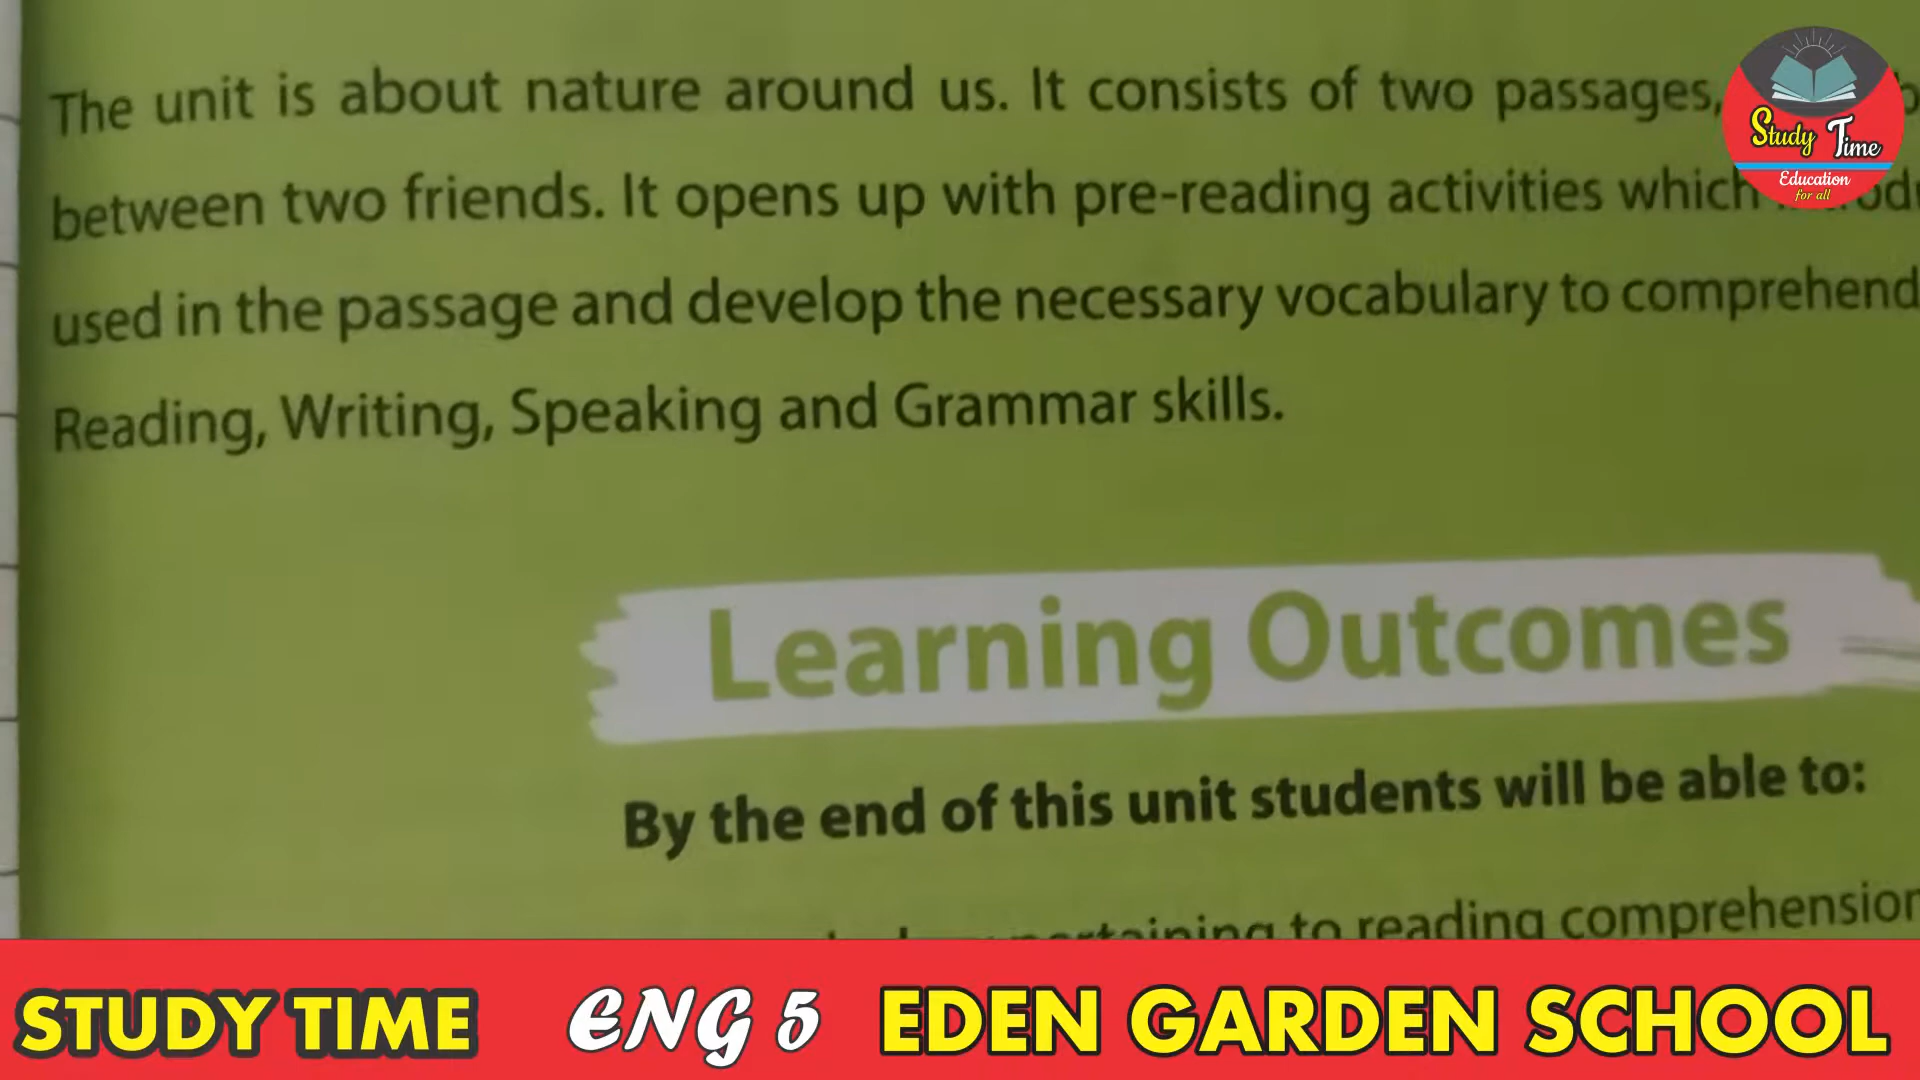 The unit is about nature around us. It consists of two passages,
between two friends. It opens up with pre-reading activities which
used in the passage and develop the necessary vocabulary to comprehend
Reading, Writing, Speaking and Grammar skills.
Learning Outcomes
By the end of this unit students will be able to:
pertaining to reading comprehension
Study Time
Education
for all
STUDY TIME ENG 5 EDEN GARDEN SCHOOL